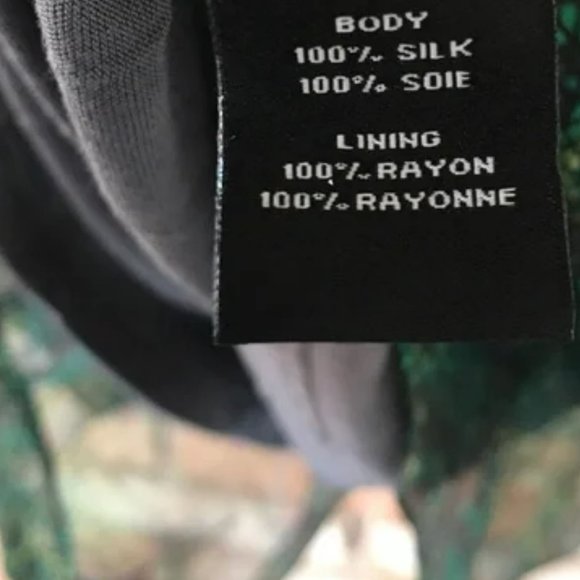 BODY
100% SILK
100% SOIE
LINING
100% RAYON
100% RAYONNE